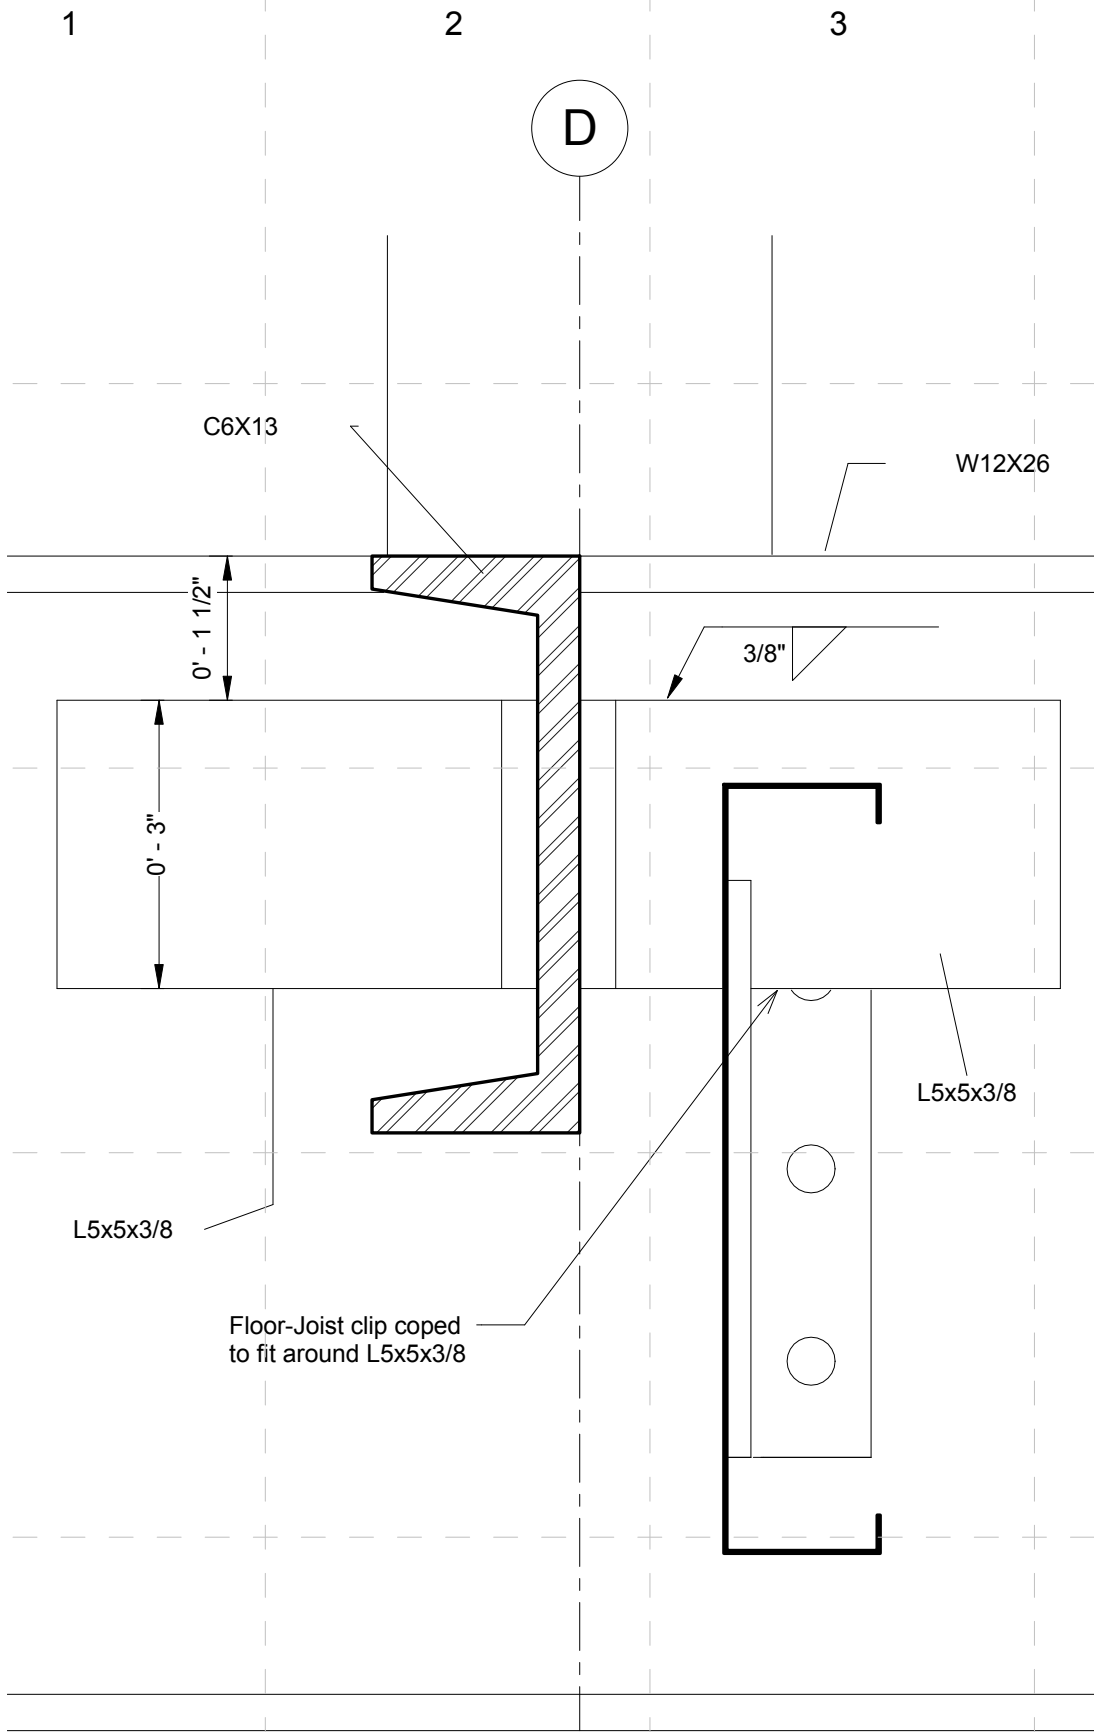 1
2
3
D
C6X13
W12X26
0' - 1 1/2"
3/8"
0' - 3"
L5x5x3/8
L5x5x3/8
Floor-Joist clip coped
to fit around L5x5x3/8